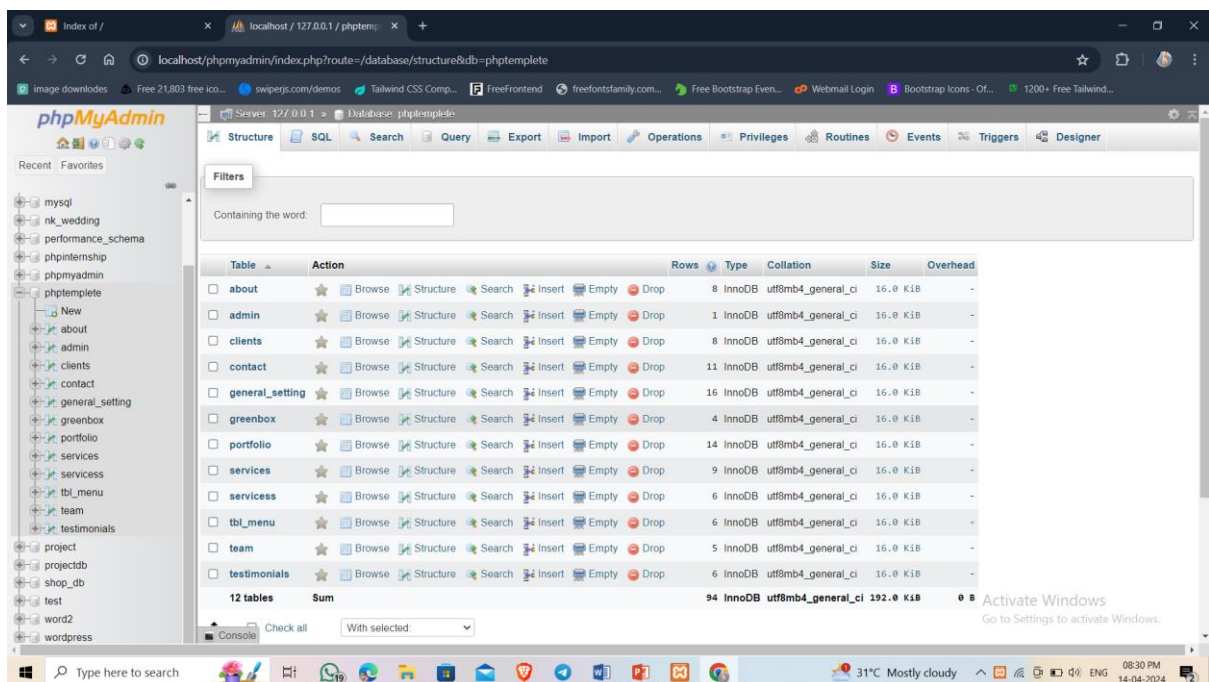 Index of /
localhost / 127.0.0.1 / phptemp
localhost/phpmyadmin/index.php?route=/database/structure&db=phptemplete
image downlodes Free 21,803 free ico... swiperjs.com/demos Tailwind CSS Comp... FreeFrontend freefontsfamily.com... Free Bootstrap Even... Webmail Login Bootstrap Icons · Of... 1200+ Free Tailwind...
phpMyAdmin
Recent Favorites
mysql
nk_wedding
performance_schema
phpinternship
phpmyadmin
phptemplete
New
about
admin
clients
contact
general_setting
greenbox
portfolio
services
servicess
tbl_menu
team
testimonials
project
projectdb
shop_db
test
word2
wordpress
Server: 127.0.0.1 » Database: phptemplete
Structure SQL Search Query Export Import Operations Privileges Routines Events Triggers Designer
Filters
Containing the word:
Table Action Rows Type Collation Size Overhead
about Browse Structure Search Insert Empty Drop 8 InnoDB utf8mb4_general_ci 16.0 KiB -
admin Browse Structure Search Insert Empty Drop 1 InnoDB utf8mb4_general_ci 16.0 KiB -
clients Browse Structure Search Insert Empty Drop 8 InnoDB utf8mb4_general_ci 16.0 KiB -
contact Browse Structure Search Insert Empty Drop 11 InnoDB utf8mb4_general_ci 16.0 KiB -
general_setting Browse Structure Search Insert Empty Drop 16 InnoDB utf8mb4_general_ci 16.0 KiB -
greenbox Browse Structure Search Insert Empty Drop 4 InnoDB utf8mb4_general_ci 16.0 KiB -
portfolio Browse Structure Search Insert Empty Drop 14 InnoDB utf8mb4_general_ci 16.0 KiB -
services Browse Structure Search Insert Empty Drop 9 InnoDB utf8mb4_general_ci 16.0 KiB -
servicess Browse Structure Search Insert Empty Drop 6 InnoDB utf8mb4_general_ci 16.0 KiB -
tbl_menu Browse Structure Search Insert Empty Drop 6 InnoDB utf8mb4_general_ci 16.0 KiB -
team Browse Structure Search Insert Empty Drop 5 InnoDB utf8mb4_general_ci 16.0 KiB -
testimonials Browse Structure Search Insert Empty Drop 6 InnoDB utf8mb4_general_ci 16.0 KiB -
12 tables Sum 94 InnoDB utf8mb4_general_ci 192.0 KiB 0 B
Check all With selected:
Console
Activate Windows
Go to Settings to activate Windows.
Type here to search
19
31°C Mostly cloudy
ENG
08:30 PM
14-04-2024
2